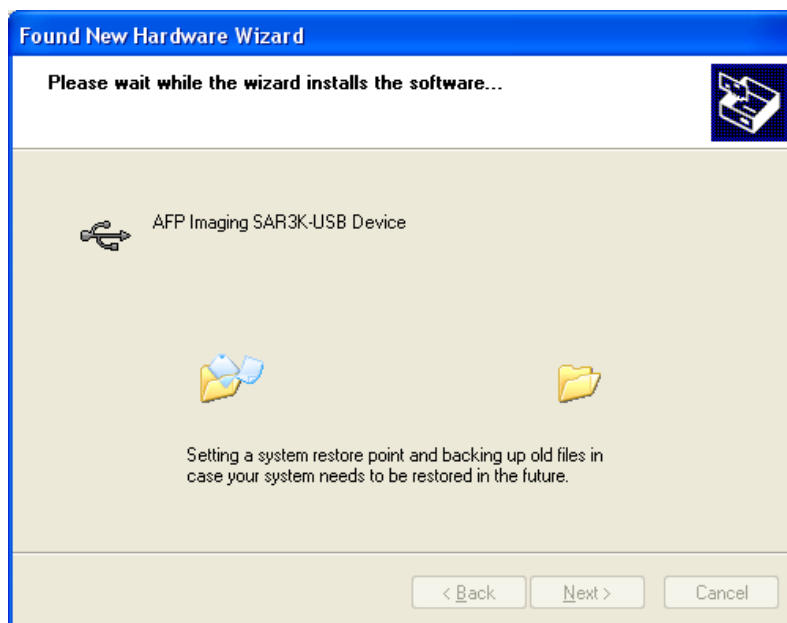 Found New Hardware Wizard
Please wait while the wizard installs the software...
AFP Imaging SAR3K-USB Device
Setting a system restore point and backing up old files in
case your system needs to be restored in the future.
< Back
Next >
Cancel